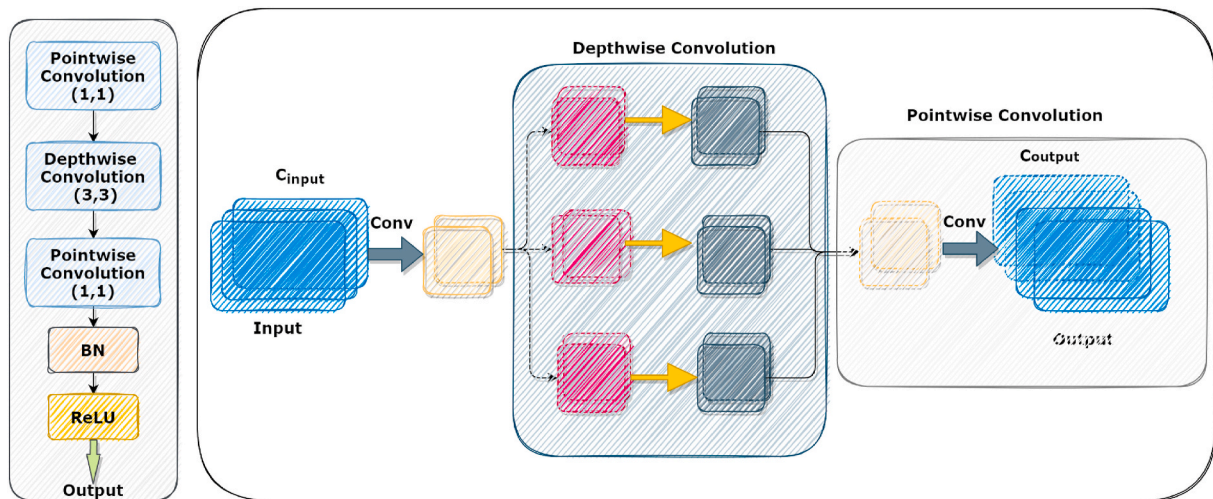 Pointwise
Convolution
(1,1)
Depthwise
Convolution
(3,3)
Pointwise
Convolution
(1,1)
BN
ReLU
Output
Depthwise Convolution
Pointwise Convolution
Cinput
Conv
Input
Coutput
Conv
Output